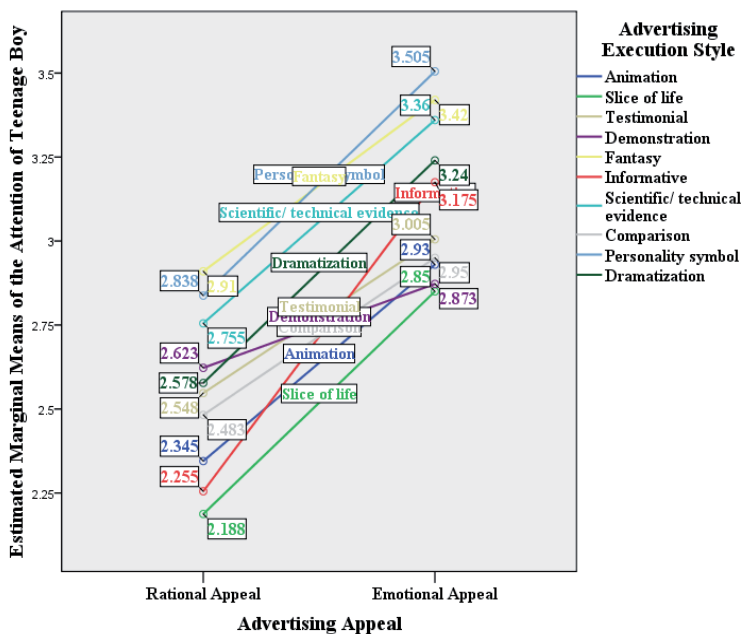 Estimated Marginal Means of the Attention of Teenage Boy
3.5
3.25
3
2.75
2.5
2.25
3.505
3.36
3.42
3.24
3.175
3.005
2.93
2.95
2.85
2.873
Personality symbol
Fantasy
Informative
Scientific/ technical evidence
Dramatization
Testimonial
Demonstration
Comparison
Animation
Slice of life
2.838
2.91
2.755
2.623
2.578
2.548
2.483
2.345
2.255
2.188
Rational Appeal
Emotional Appeal
Advertising Appeal
Advertising
Execution Style
Animation
Slice of life
Testimonial
Demonstration
Fantasy
Informative
Scientific/ technical
evidence
Comparison
Personality symbol
Dramatization